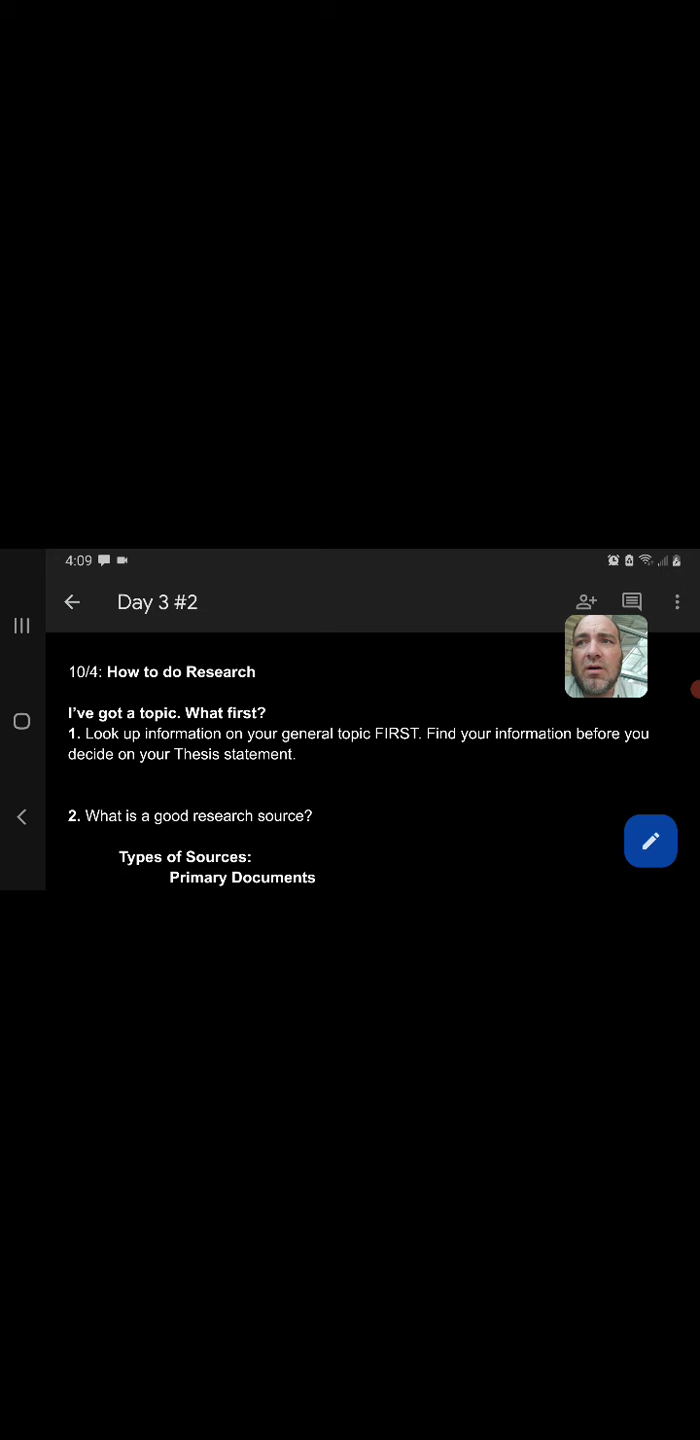 4:09
Day 3 #2
10/4: How to do Research
I've got a topic. What first?
1. Look up information on your general topic FIRST. Find your information before you
decide on your Thesis statement.
2. What is a good research source?
Types of Sources:
Primary Documents